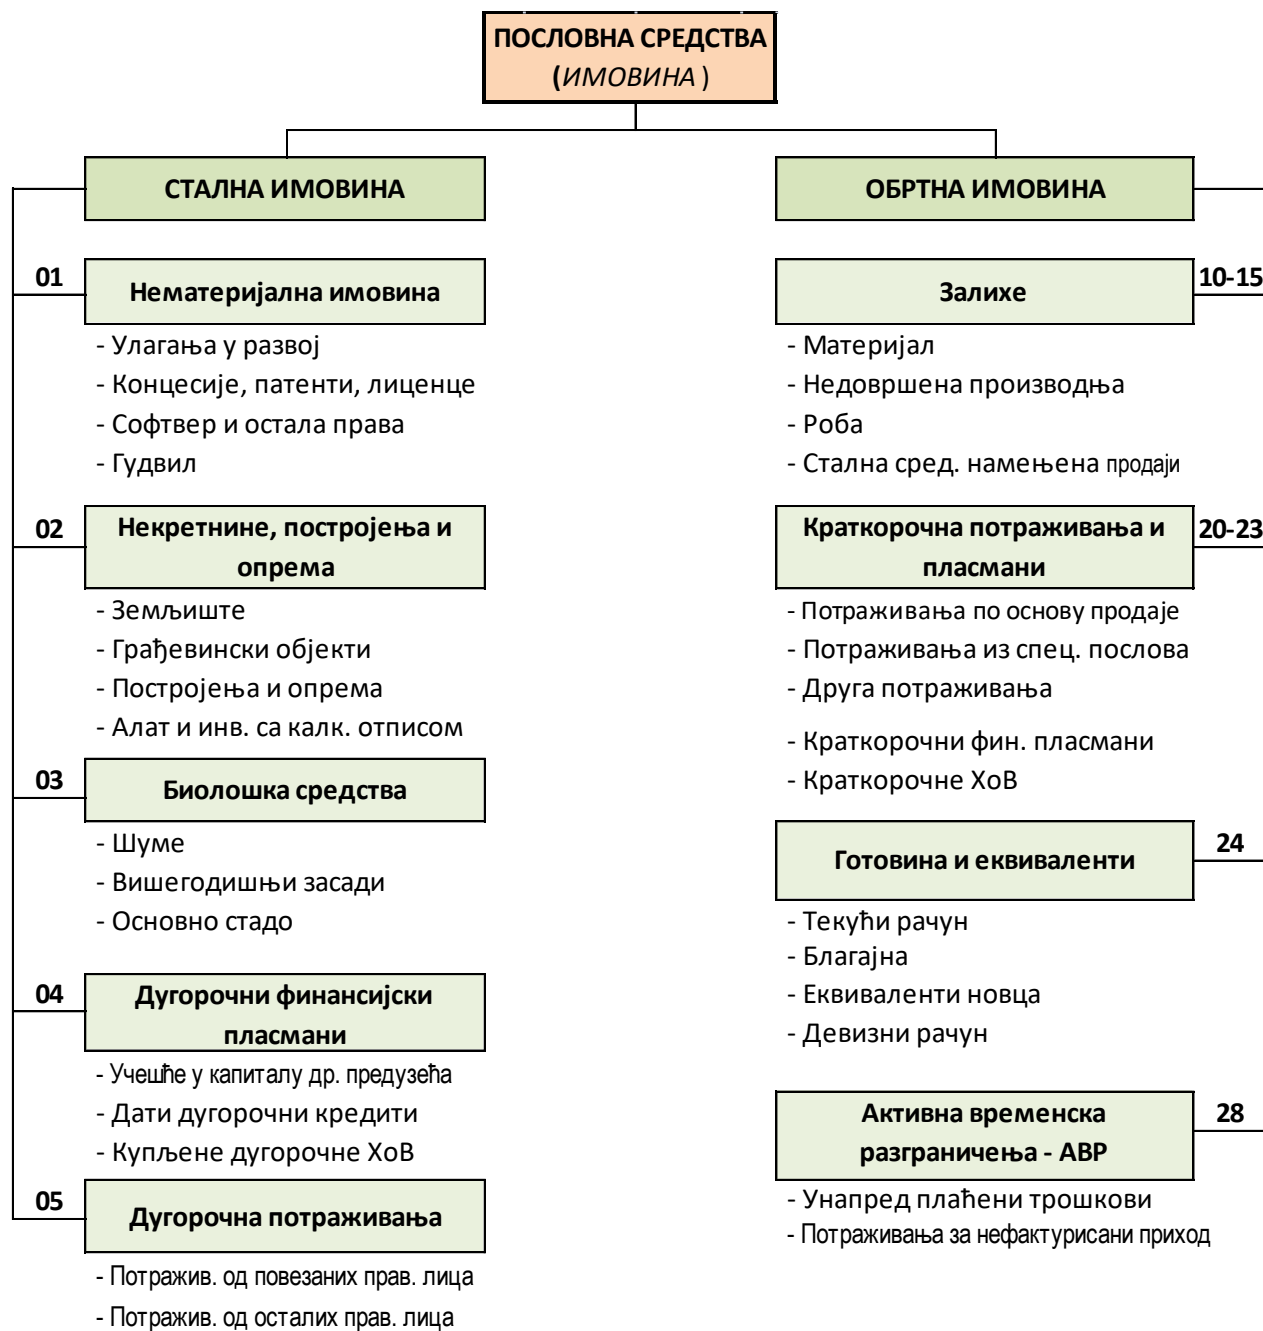 ПОСЛОВНА СРЕДСТВА
(ИМОВИНА )
СТАЛНА ИМОВИНА
01
Нематеријална имовина
- Улагања у развој
- Концесије, патенти, лиценце
- Софтвер и остала права
- Гудвил
02
Некретнине, постројења и
опрема
- Земљиште
- Грађевински објекти
- Постројења и опрема
- Алат и инв. са калк. отписом
03
Биолошка средства
- Шуме
- Вишегодишњи засади
- Основно стадо
04
Дугорочни финансијски
пласмани
- Учешће у капиталу др. предузећа
- Дати дугорочни кредити
- Купљене дугорочне ХоВ
05
Дугорочна потраживања
- Потражив. од повезаних прав. лица
- Потражив. од осталих прав. лица
ОБРТНА ИМОВИНА
Залихе
10-15
- Материјал
- Недовршена производња
- Роба
- Стална сред. намењена продаји
Краткорочна потраживања и
пласмани
20-23
- Потраживања по основу продаје
- Потраживања из спец. послова
- Друга потраживања
- Краткорочни фин. пласмани
- Краткорочне ХоВ
Готовина и еквиваленти
24
- Текући рачун
- Благајна
- Еквиваленти новца
- Девизни рачун
Активна временска
разграничења - АВР
28
- Унапред плаћени трошкови
- Потраживања за нефактурисани приход